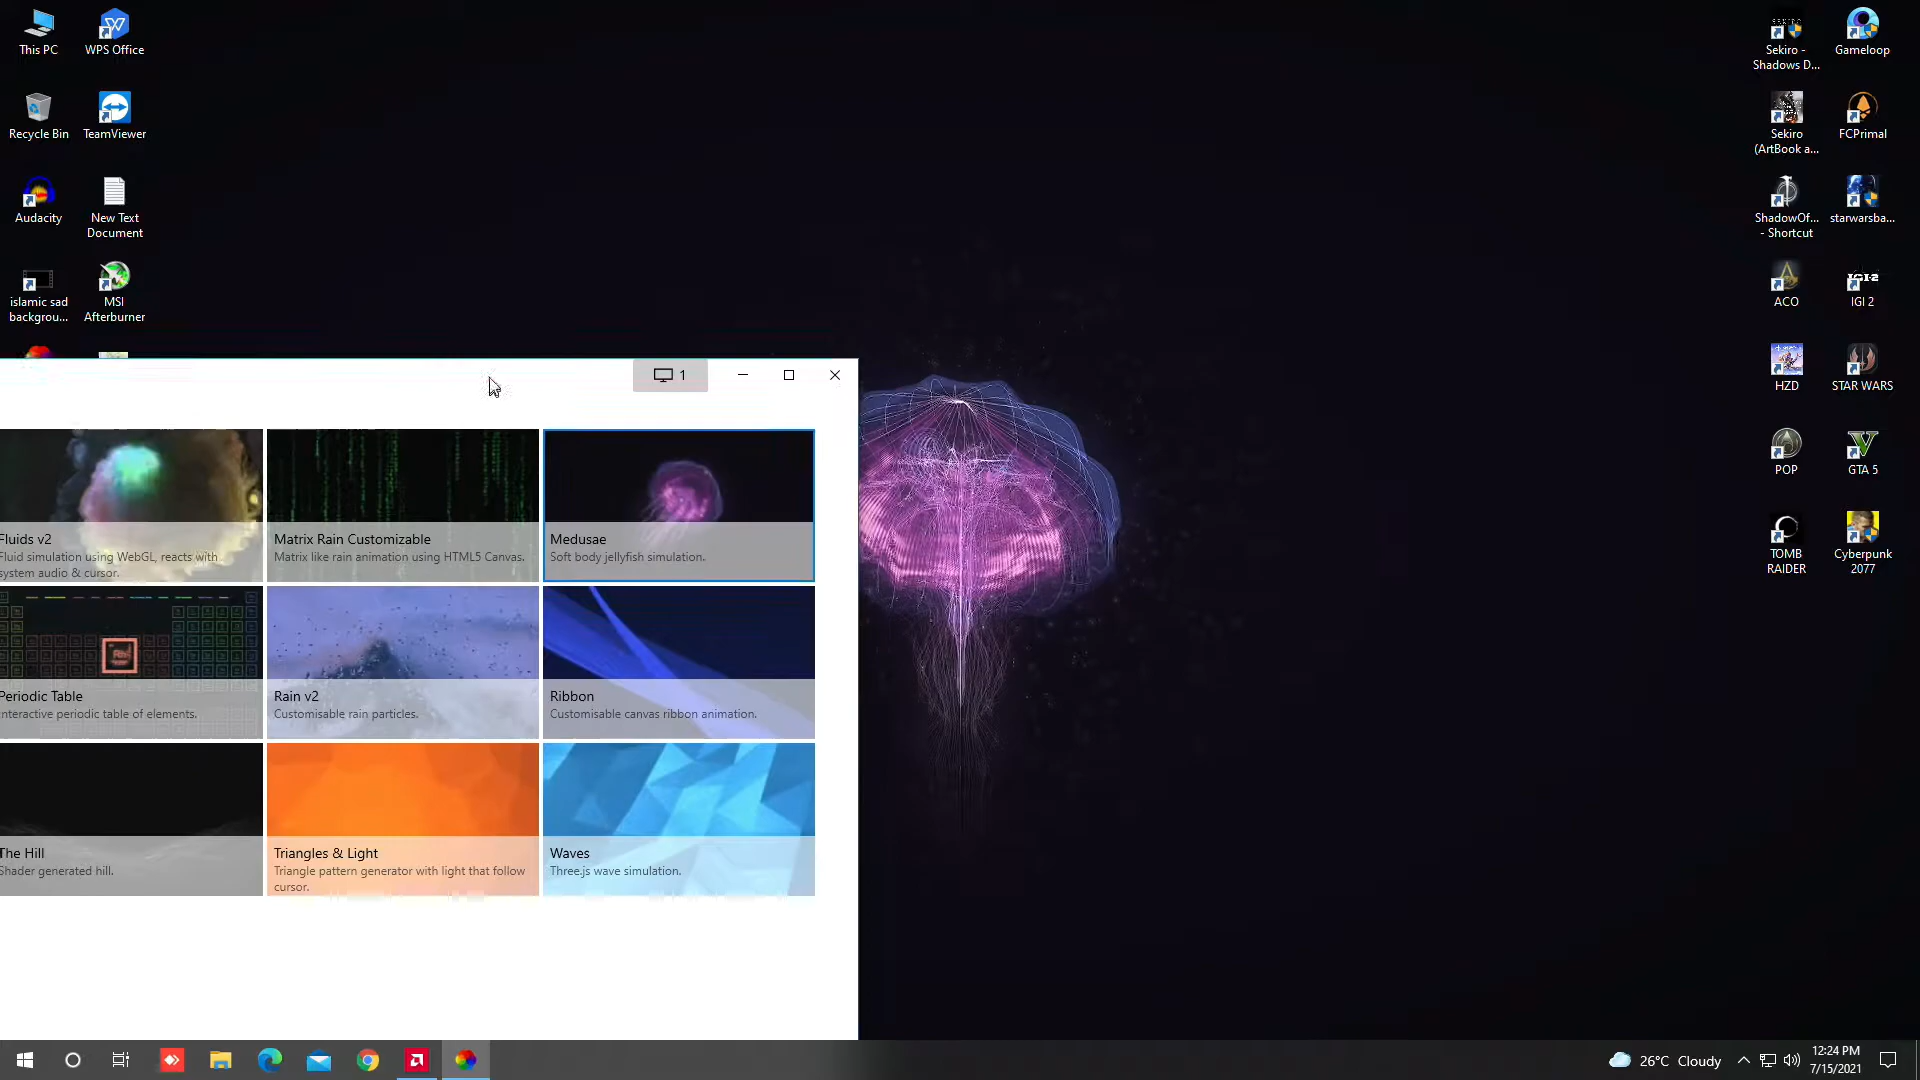 This PC
WPS Office
Recycle Bin
TeamViewer
Audacity
New Text
Document
islamic sad
backgrou...
MSI
Afterburner
Sekiro -
Shadows D...
Gameloop
Sekiro
(ArtBook a...
FCPrimal
ShadowOf...
- Shortcut
starwarsba...
ACO
IGI 2
HZD
STAR WARS
POP
GTA 5
TOMB
RAIDER
Cyberpunk
2077
1
Fluids v2
Fluid simulation using WebGL, reacts with
system audio & cursor.
Matrix Rain Customizable
Matrix like rain animation using HTML5 Canvas.
Medusae
Soft body jellyfish simulation.
Periodic Table
Interactive periodic table of elements.
Rain v2
Customisable rain particles.
Ribbon
Customisable canvas ribbon animation.
The Hill
Shader generated hill.
Triangles & Light
Triangle pattern generator with light that follow
cursor.
Waves
Three.js wave simulation.
26°C Cloudy
12:24 PM
7/15/2021